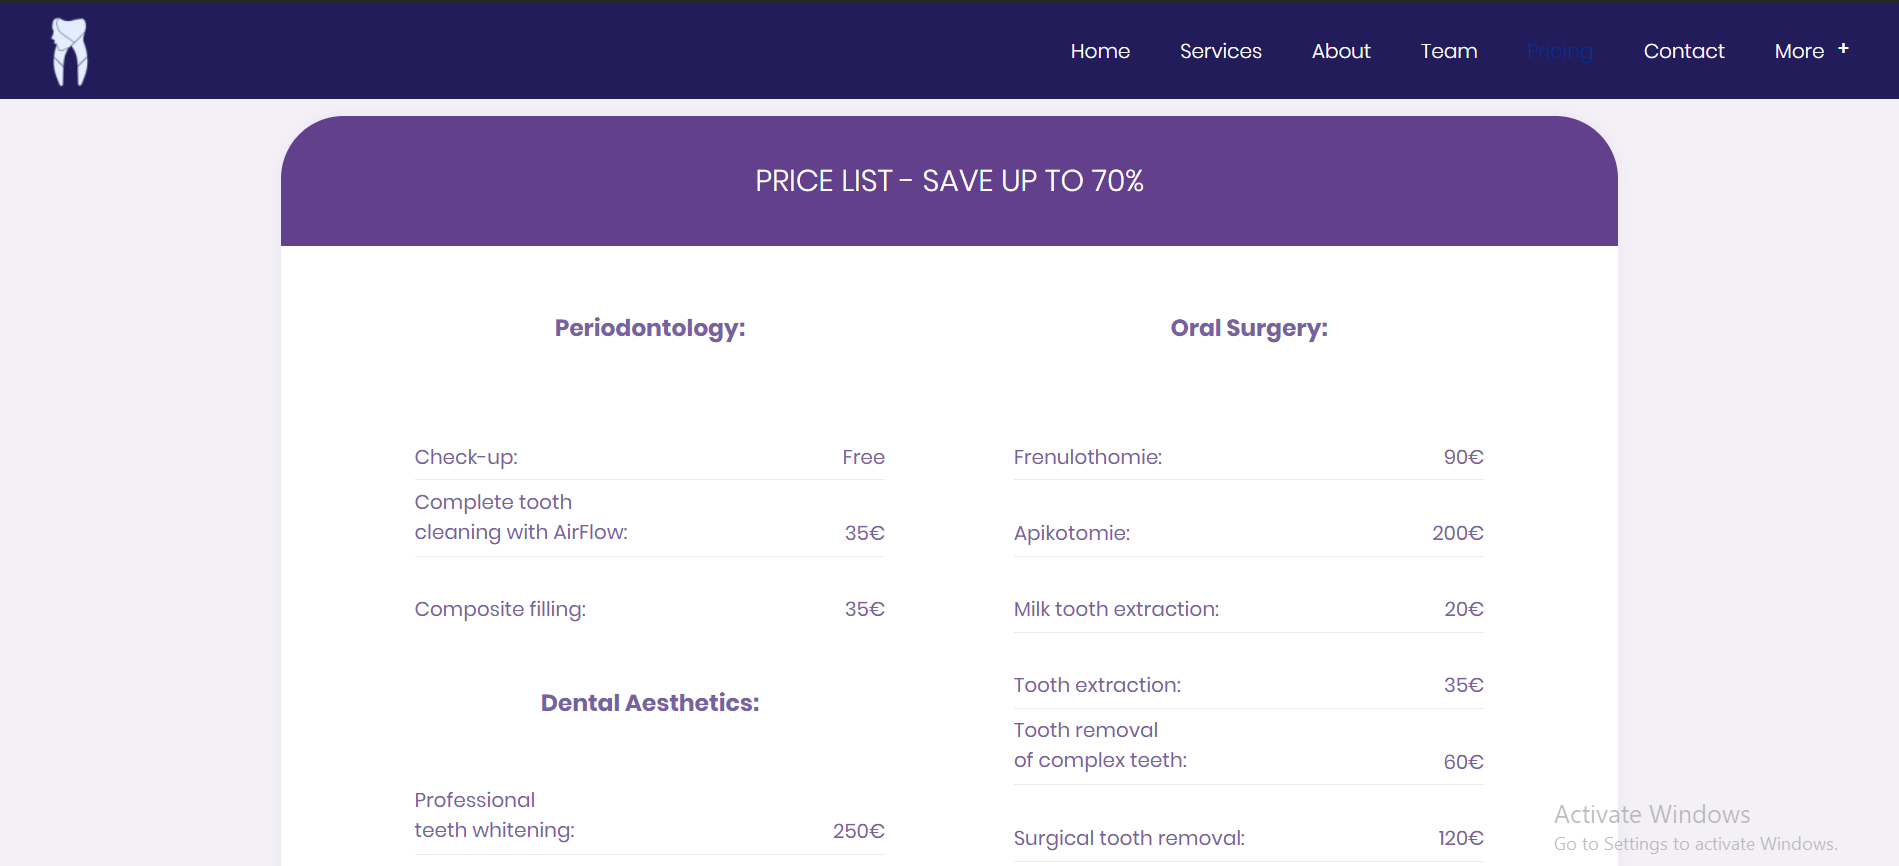 Home Services About Team Pricing Contact More +
PRICE LIST - SAVE UP TO 70%
Periodontology:
Check-up: Free
Complete tooth
cleaning with AirFlow: 35€
Composite filling: 35€
Dental Aesthetics:
Professional
teeth whitening: 250€
Oral Surgery:
Frenulothomie: 90€
Apikotomie: 200€
Milk tooth extraction: 20€
Tooth extraction: 35€
Tooth removal
of complex teeth: 60€
Surgical tooth removal: 120€
Activate Windows
Go to Settings to activate Windows.